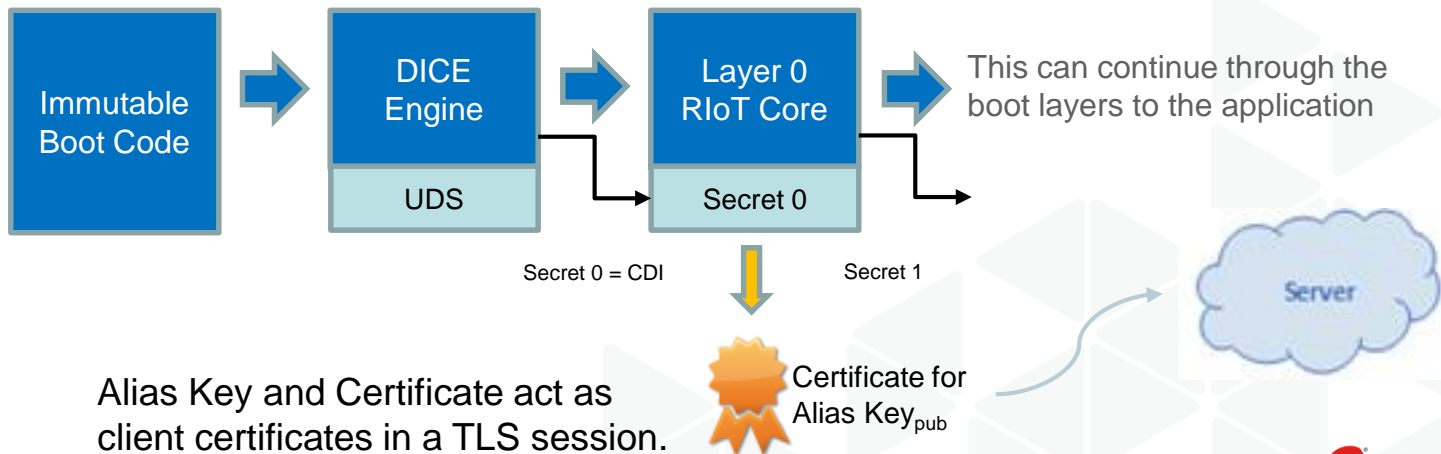 Immutable
Boot Code
DICE
Engine
UDS
Layer 0
RIoT Core
Secret 0
This can continue through the
boot layers to the application
Secret 0 = CDI
Secret 1
Server
Certificate for
Alias Keypub
Alias Key and Certificate act as
client certificates in a TLS session.
®